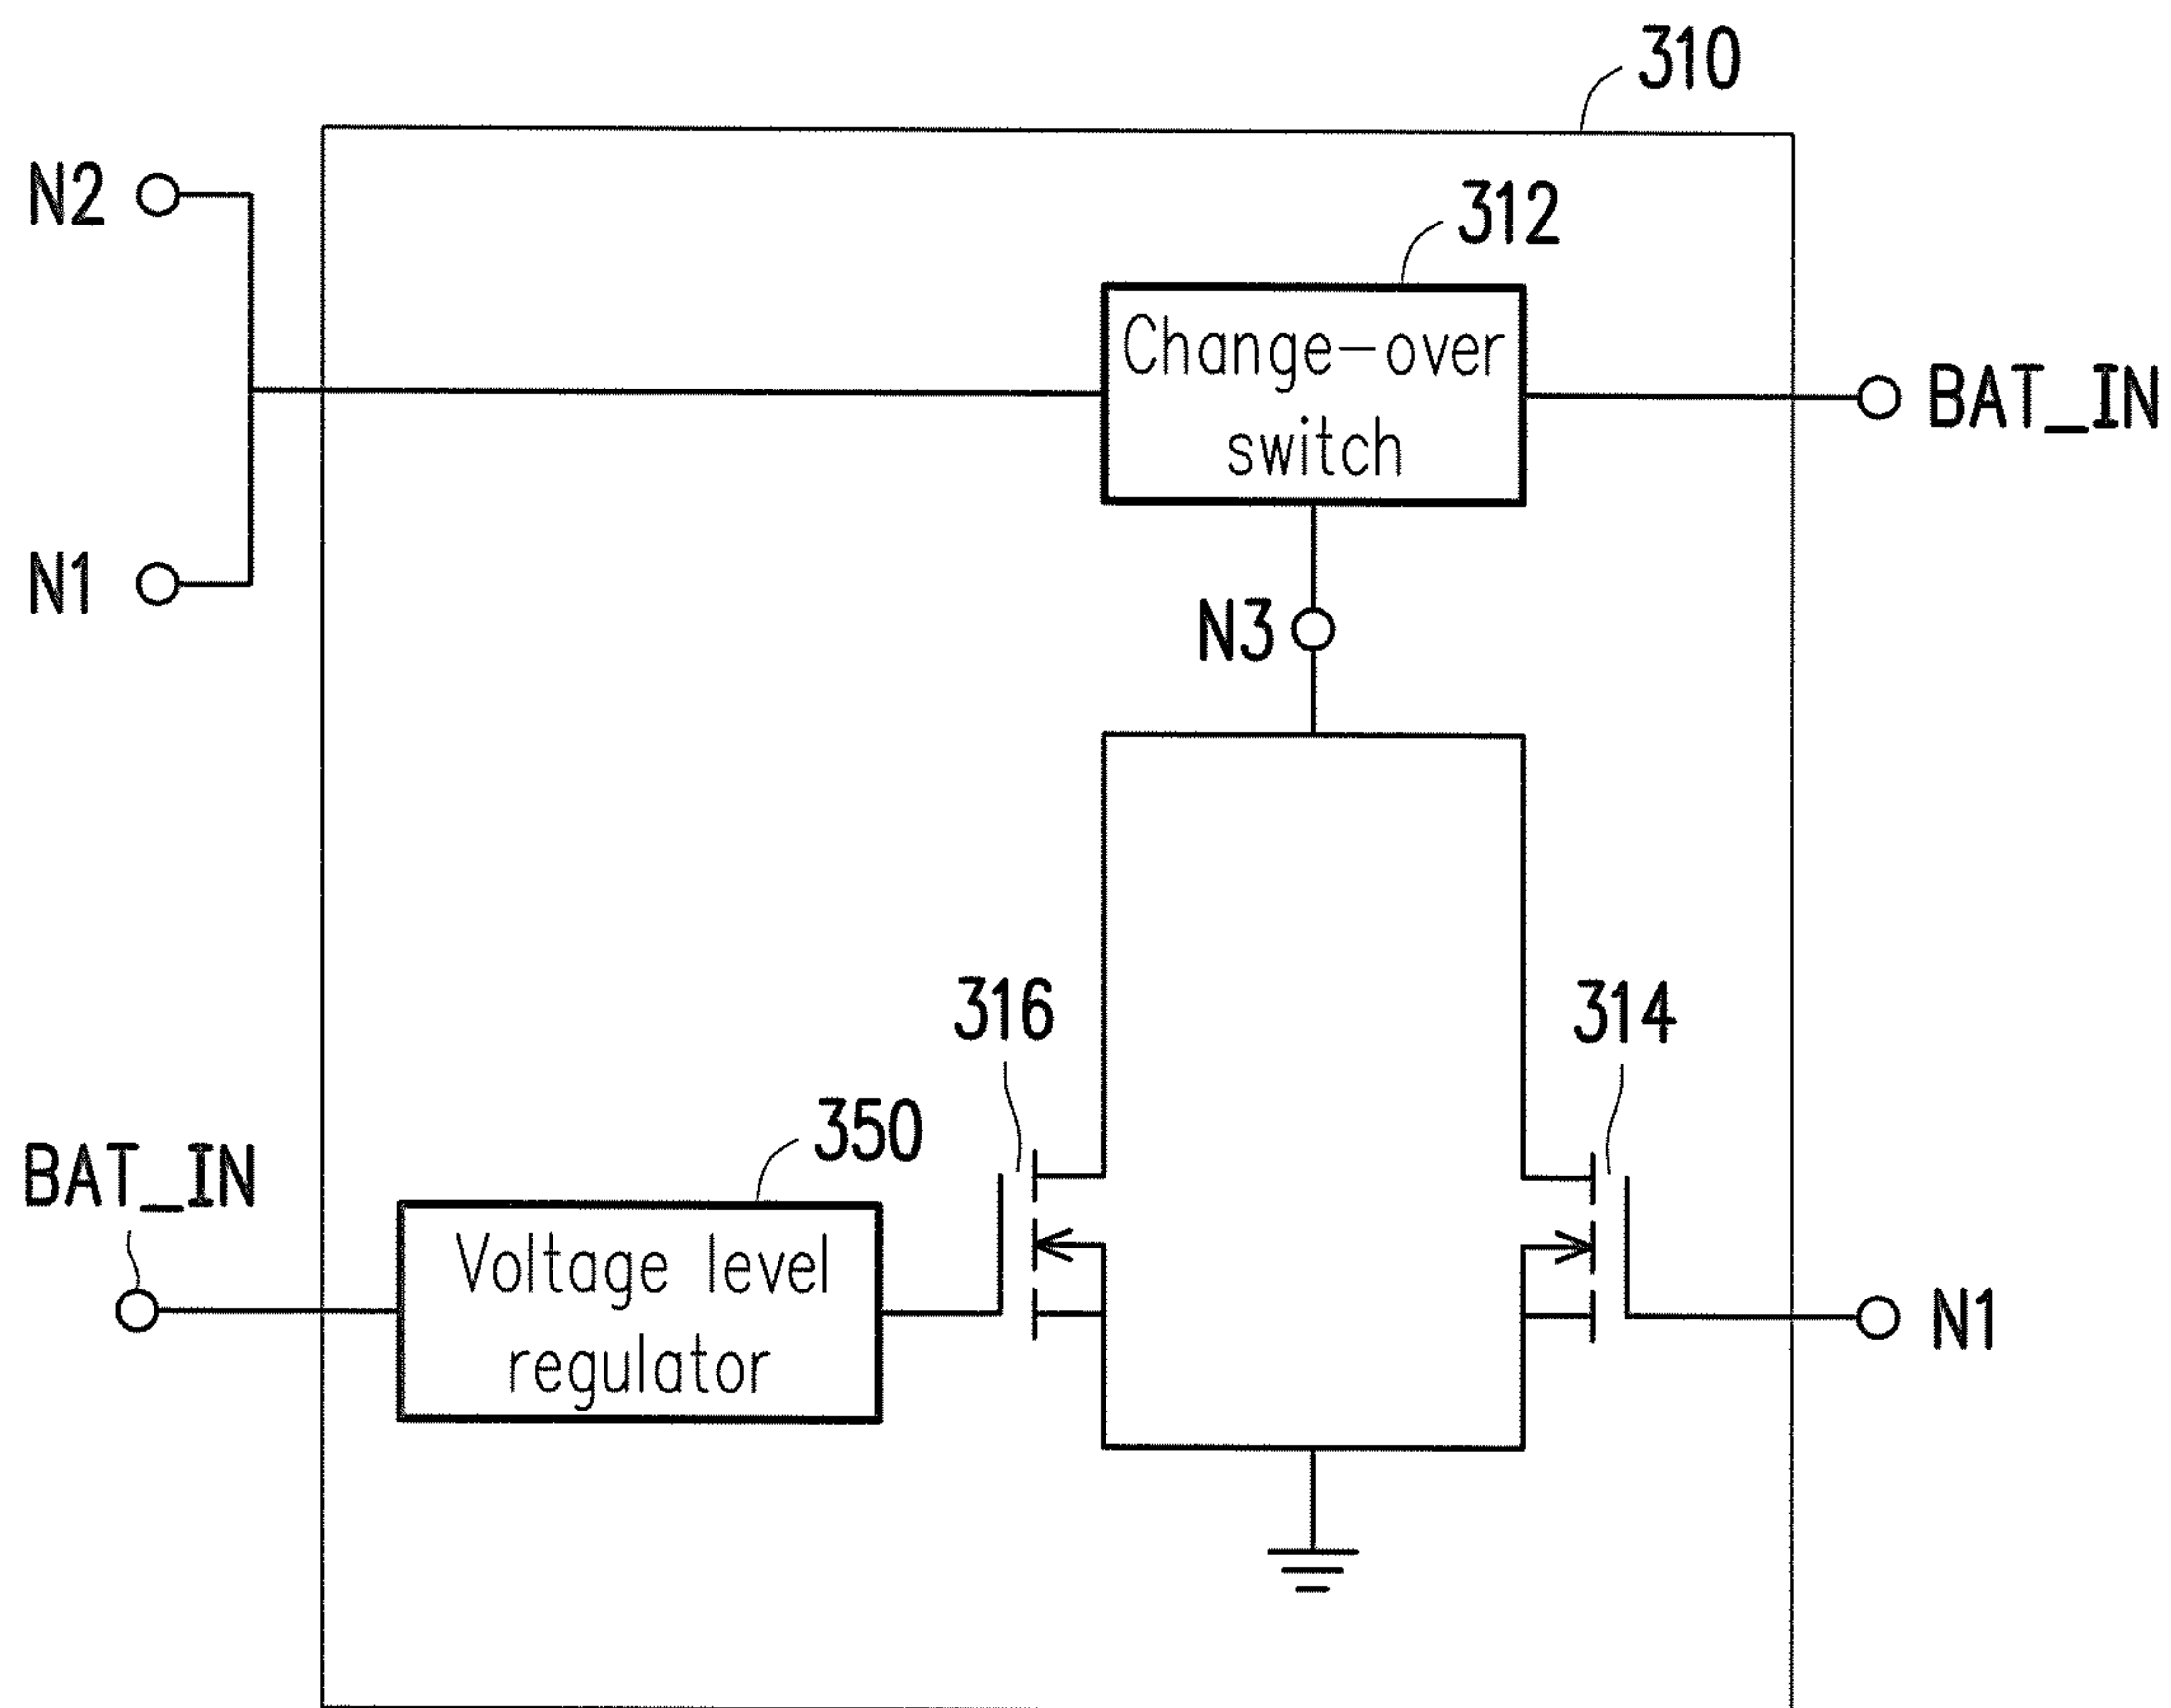 310
N2
312
Change-over
switch
BAT_IN
N1
N3
316
314
350
BAT_IN
Voltage level
regulator
N1